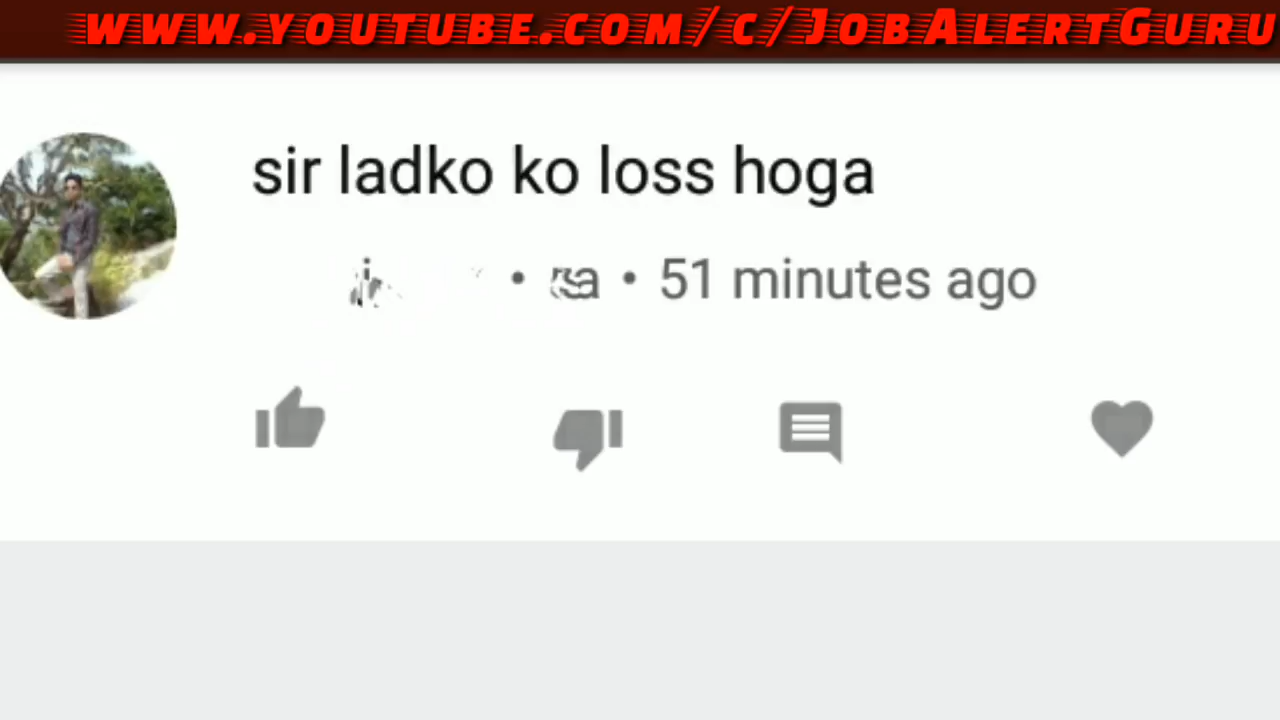 www.youtube.com/c/JobAlertGuru
sir ladko ko loss hoga
• • 51 minutes ago